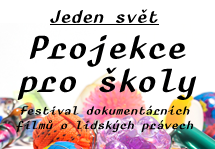 Jeden svět
Projekce
pro školy
festival dokumentárních
filmů o lidských právech